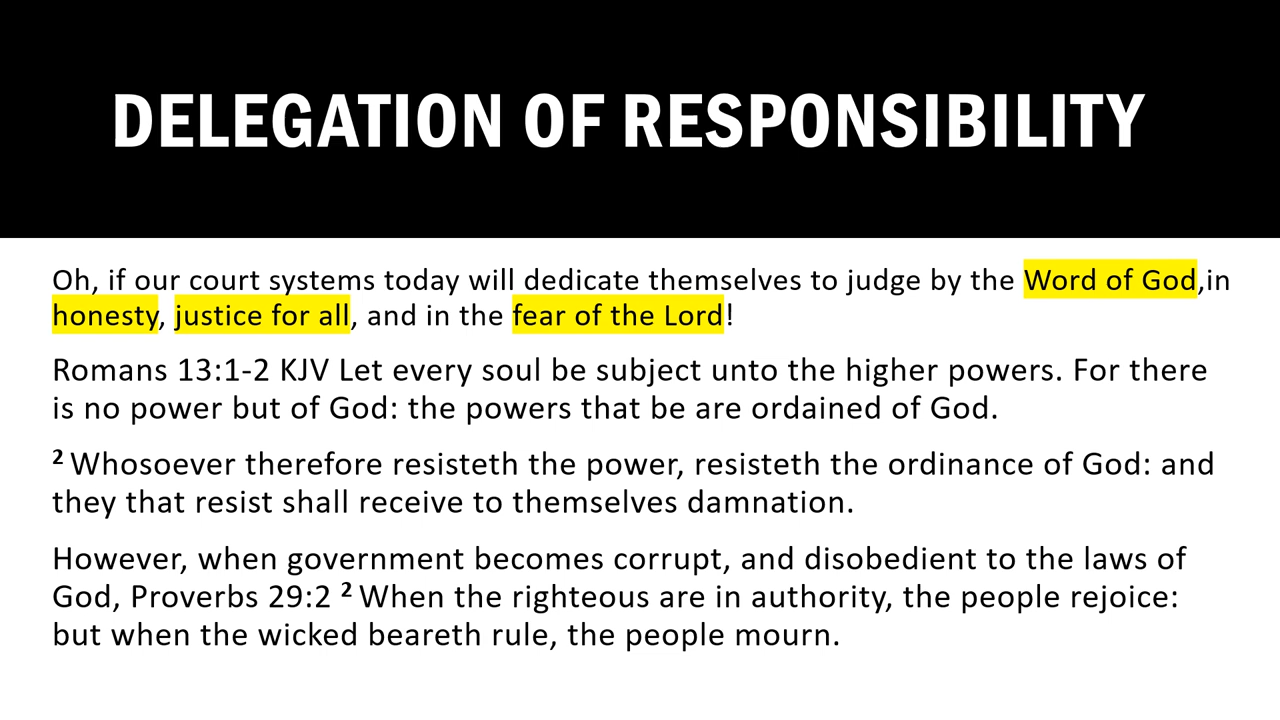 DELEGATION OF RESPONSIBILITY
Oh, if our court systems today will dedicate themselves to judge by the Word of God,in
honesty, justice for all, and in the fear of the Lord!
Romans 13:1-2 KJV Let every soul be subject unto the higher powers. For there
is no power but of God: the powers that be are ordained of God.
2 Whosoever therefore resisteth the power, resisteth the ordinance of God: and
they that resist shall receive to themselves damnation.
However, when government becomes corrupt, and disobedient to the laws of
God, Proverbs 29:2 2 When the righteous are in authority, the people rejoice:
but when the wicked beareth rule, the people mourn.